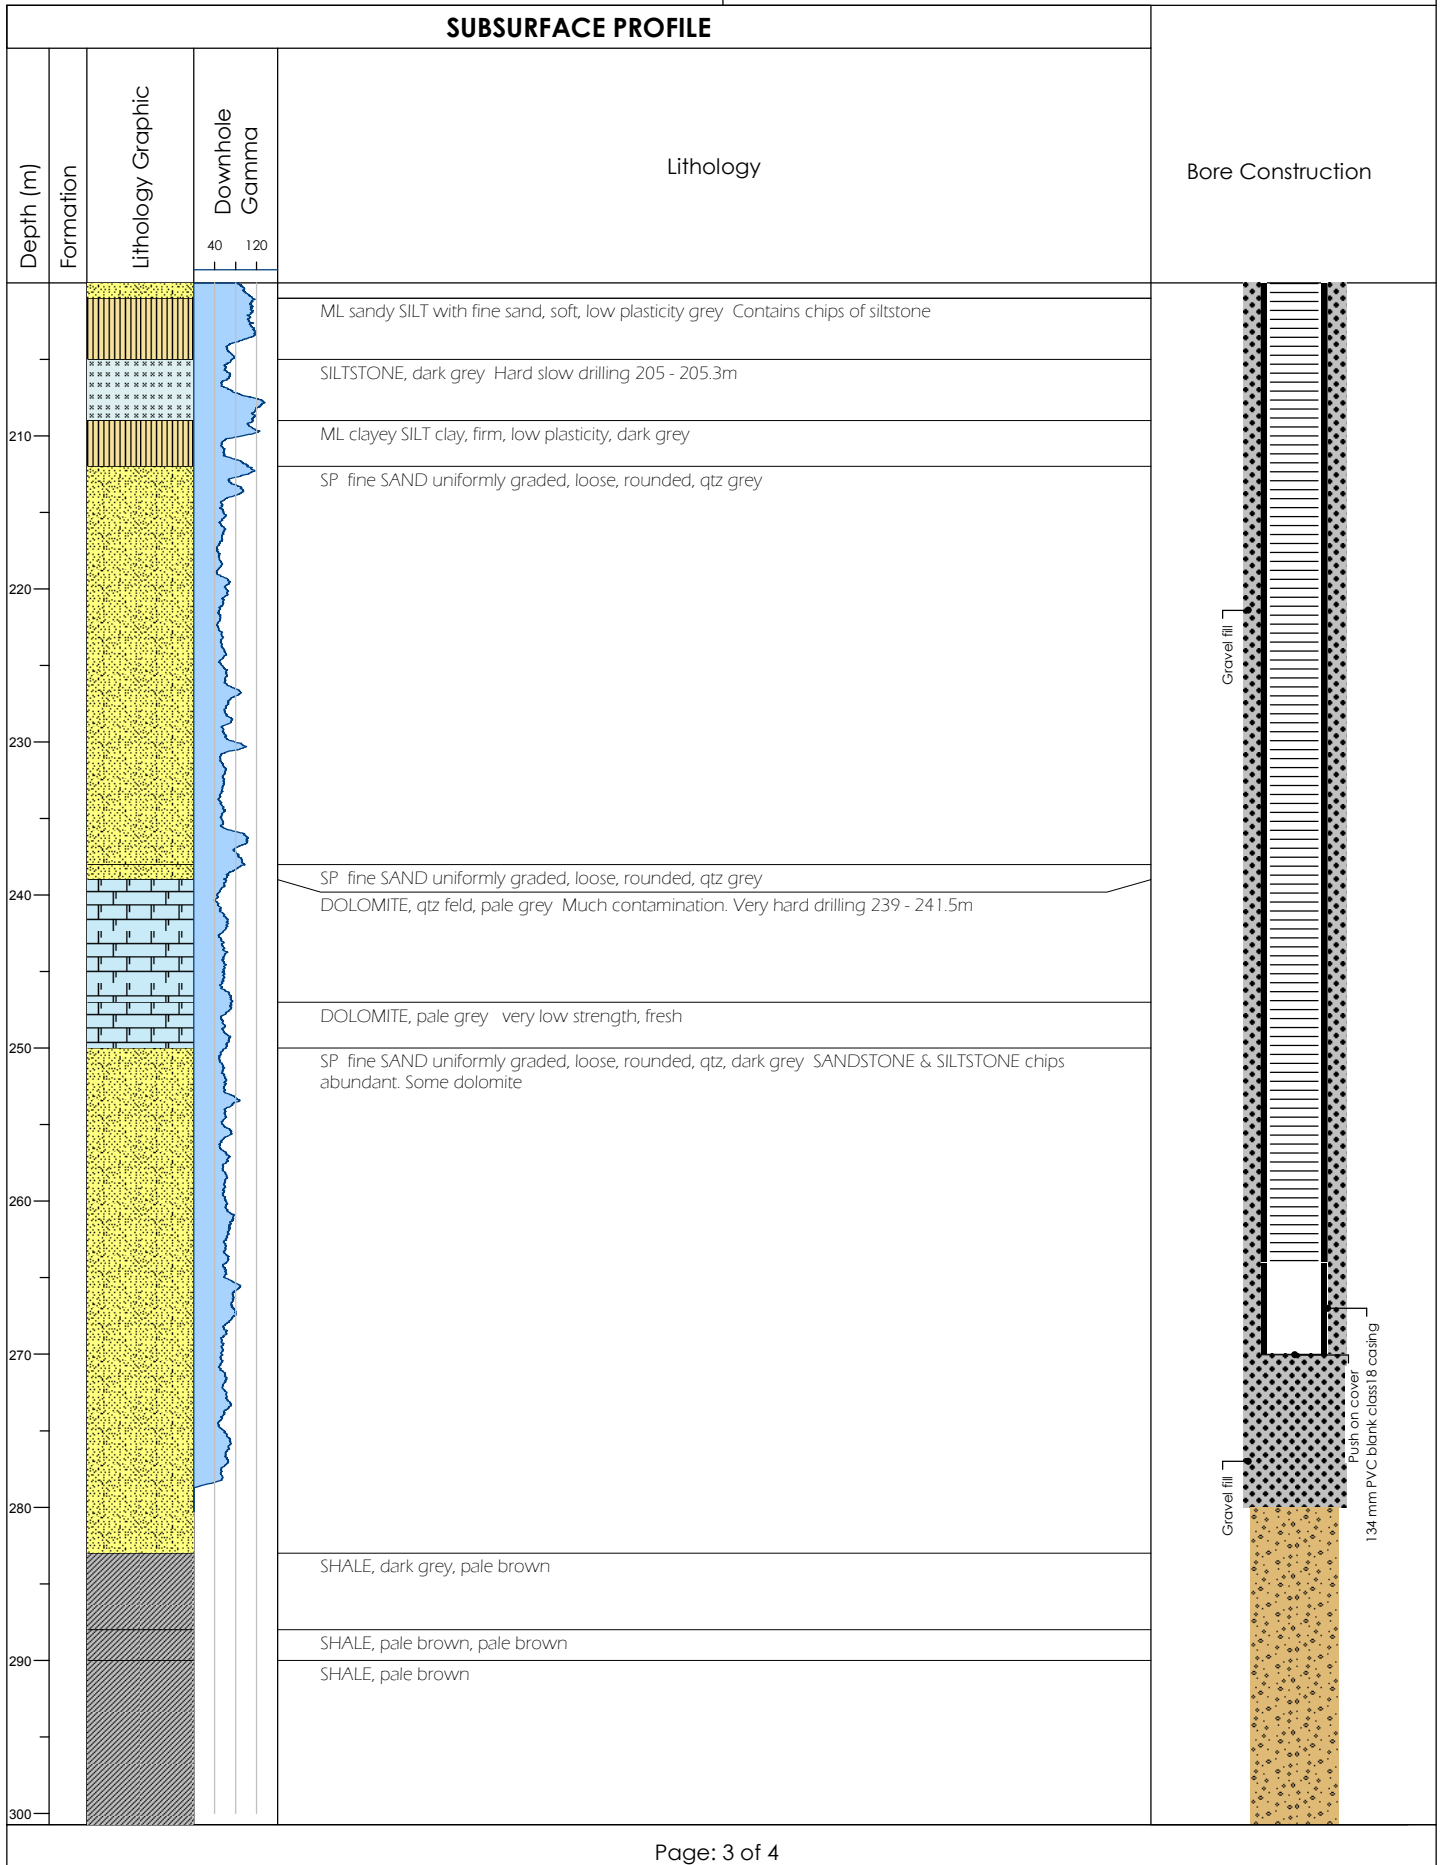 SUBSURFACE PROFILE
Depth (m)
Formation
Lithology Graphic
Downhole
Gamma
40 120
Lithology
Bore Construction
ML sandy SILT with fine sand, soft, low plasticity grey Contains chips of siltstone
SILTSTONE, dark grey Hard slow drilling 205 - 205.3m
210
ML clayey SILT clay, firm, low plasticity, dark grey
SP fine SAND uniformly graded, loose, rounded, qtz grey
220
Gravel fill
230
SP fine SAND uniformly graded, loose, rounded, qtz grey
240
DOLOMITE, qtz feld, pale grey Much contamination. Very hard drilling 239 - 241.5m
DOLOMITE, pale grey very low strength, fresh
250
SP fine SAND uniformly graded, loose, rounded, qtz, dark grey SANDSTONE & SILTSTONE chips
abundant. Some dolomite
260
270
Push on cover
134 mm PVC blank class18 casing
Gravel fill
280
SHALE, dark grey, pale brown
SHALE, pale brown, pale brown
290
SHALE, pale brown
300
Page: 3 of 4